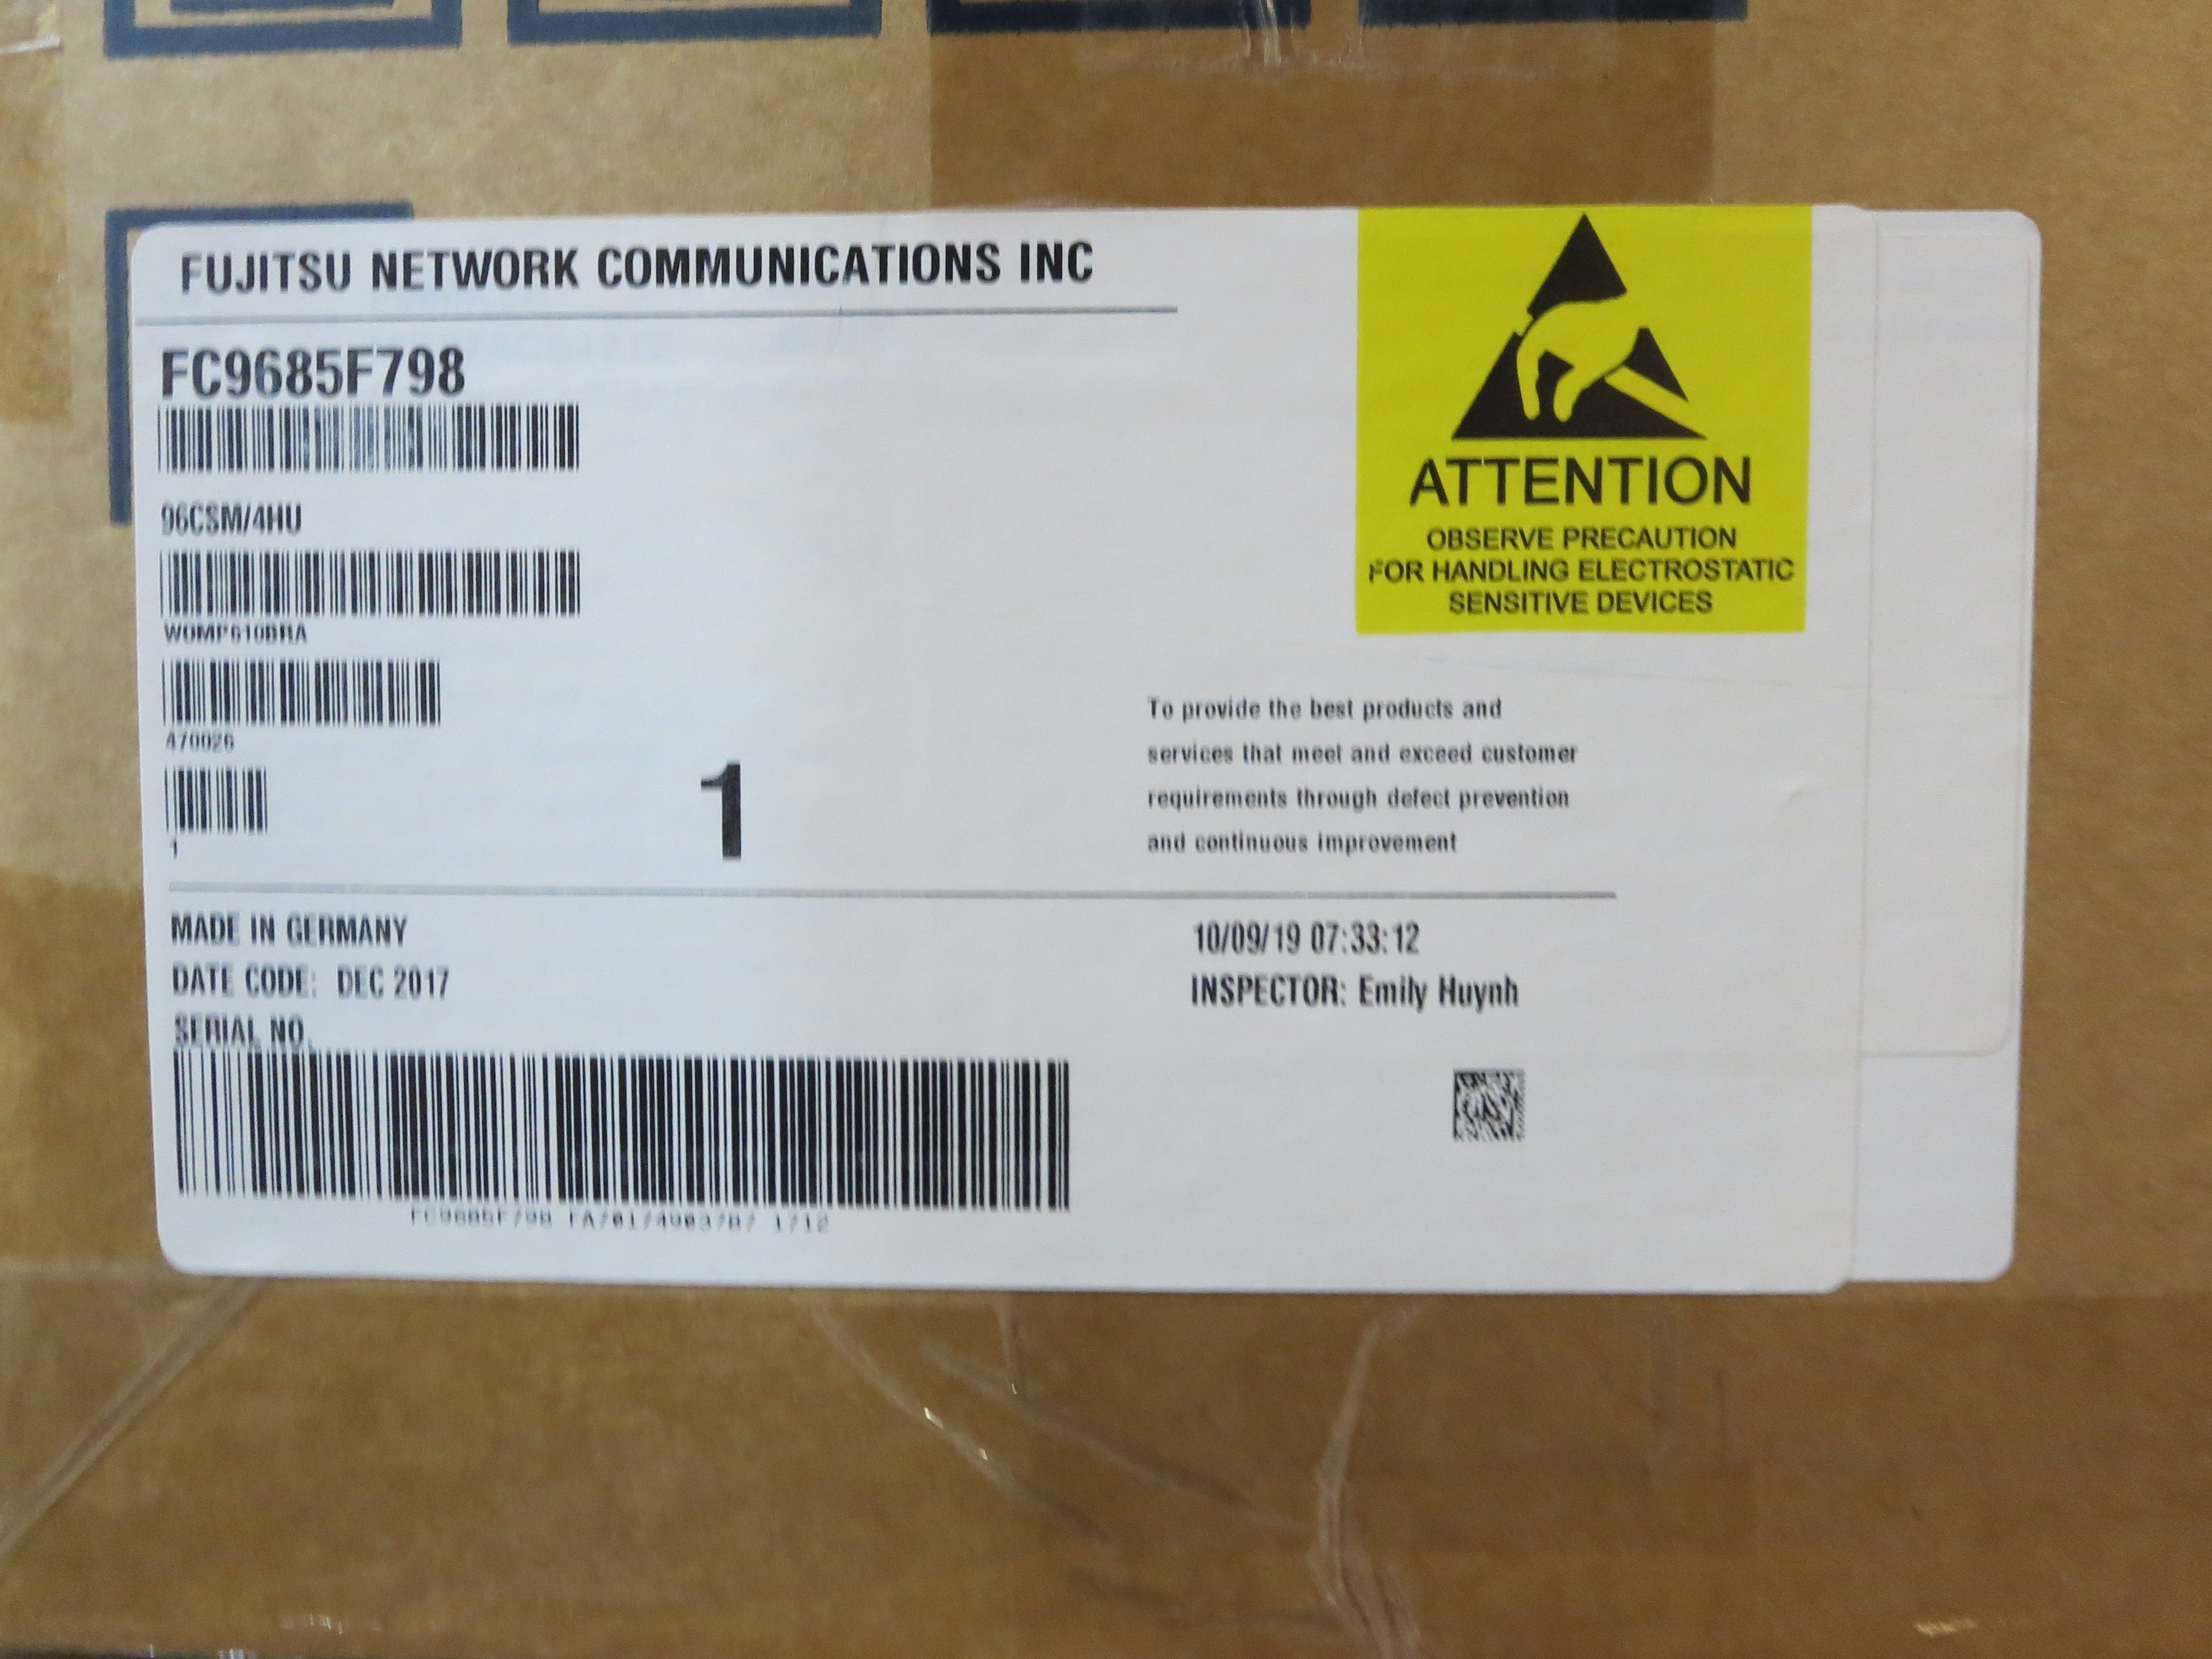 FUJITSU NETWORK COMMUNICATIONS INC
FC9685F798
96CSM/4HU
WOMP610BRA
470026
1
1
ATTENTION
OBSERVE PRECAUTION
FOR HANDLING ELECTROSTATIC
SENSITIVE DEVICES
To provide the best products and
services that meet and exceed customer
requirements through defect prevention
and continuous improvement
MADE IN GERMANY
DATE CODE: DEC 2017
SERIAL NO.
10/09/19 07:33:12
INSPECTOR: Emily Huynh
FC9685F798 1712